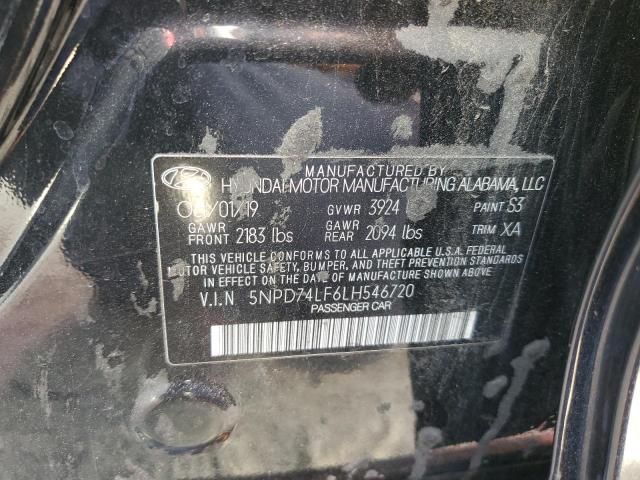 MANUFACTURED BY
HYUNDAI MOTOR MANUFACTURING ALABAMA, LLC
/01/19 GVWR 3924 PAINT S3
GAWR FRONT 2183 lbs GAWR REAR 2094 lbs TRIM XA
THIS VEHICLE CONFORMS TO ALL APPLICABLE U.S.A. FEDERAL
MOTOR VEHICLE SAFETY, BUMPER, AND THEFT PREVENTION STANDARDS
IN EFFECT ON THE DATE OF MANUFACTURE SHOWN ABOVE.
V.I.N 5NPD74LF6LH546720
PASSENGER CAR